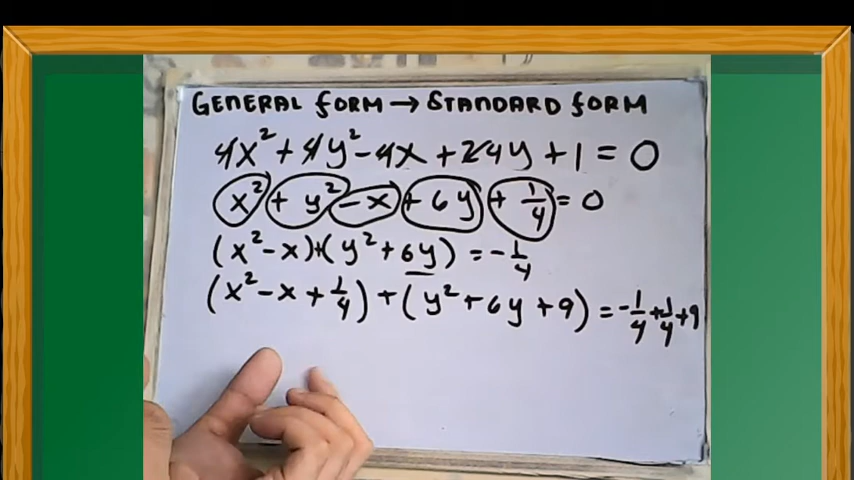 GENERAL FORM → STANDARD FORM
4x² + 4y² - 4x + 24y + 1 = 0
x² + y² - x + 6y + 1/4 = 0
(x² - x) + (y² + 6y) = -1/4
(x² - x + 1/4) + (y² + 6y + 9) = -1/4 + 1/4 + 9